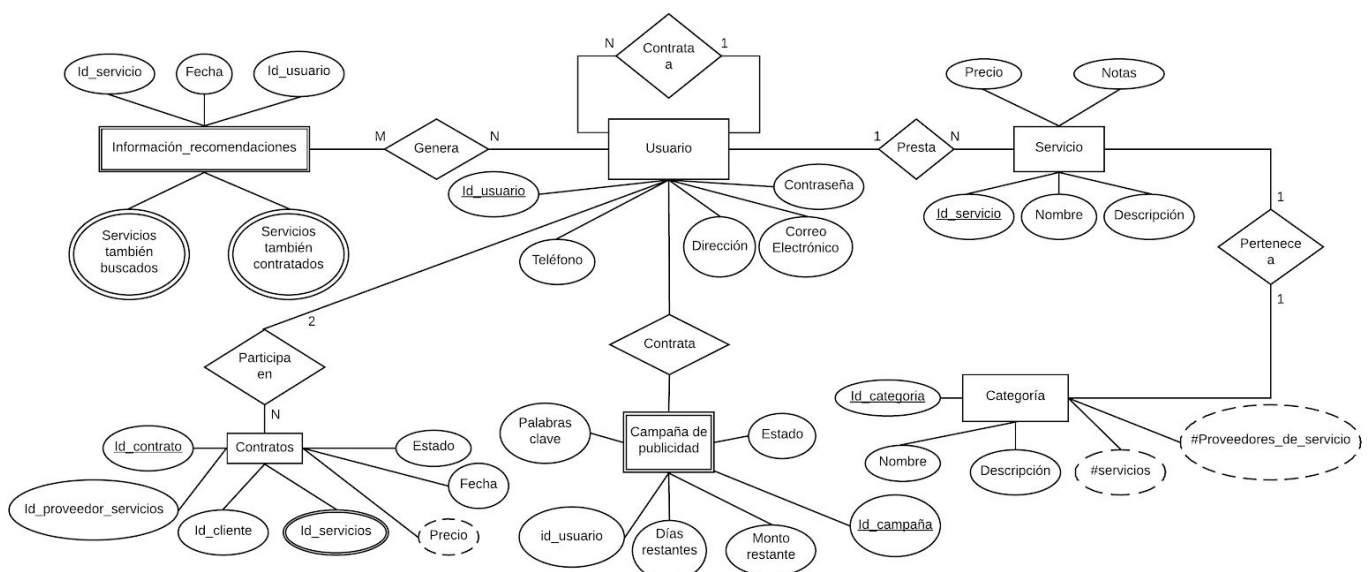 N
Contrata
a
1
Id_servicio
Fecha
Id_usuario
Precio
Notas
Información_recomendaciones
M
Genera
N
Usuario
1
Presta
N
Servicio
Id_usuario
Contraseña
Id_servicio
Nombre
Descripción
1
Servicios
también
buscados
Servicios
también
contratados
Teléfono
Dirección
Correo
Electrónico
Pertenece
a
1
2
Participa
en
N
Contrata
Id_categoria
Categoría
Nombre
Descripción
#servicios
#Proveedores_de_servicio
Id_contrato
Contratos
Estado
Fecha
Id_proveedor_servicios
Id_cliente
Id_servicios
Precio
Palabras
clave
Campaña de
publicidad
Estado
id_usuario
Días
restantes
Monto
restante
Id_campaña